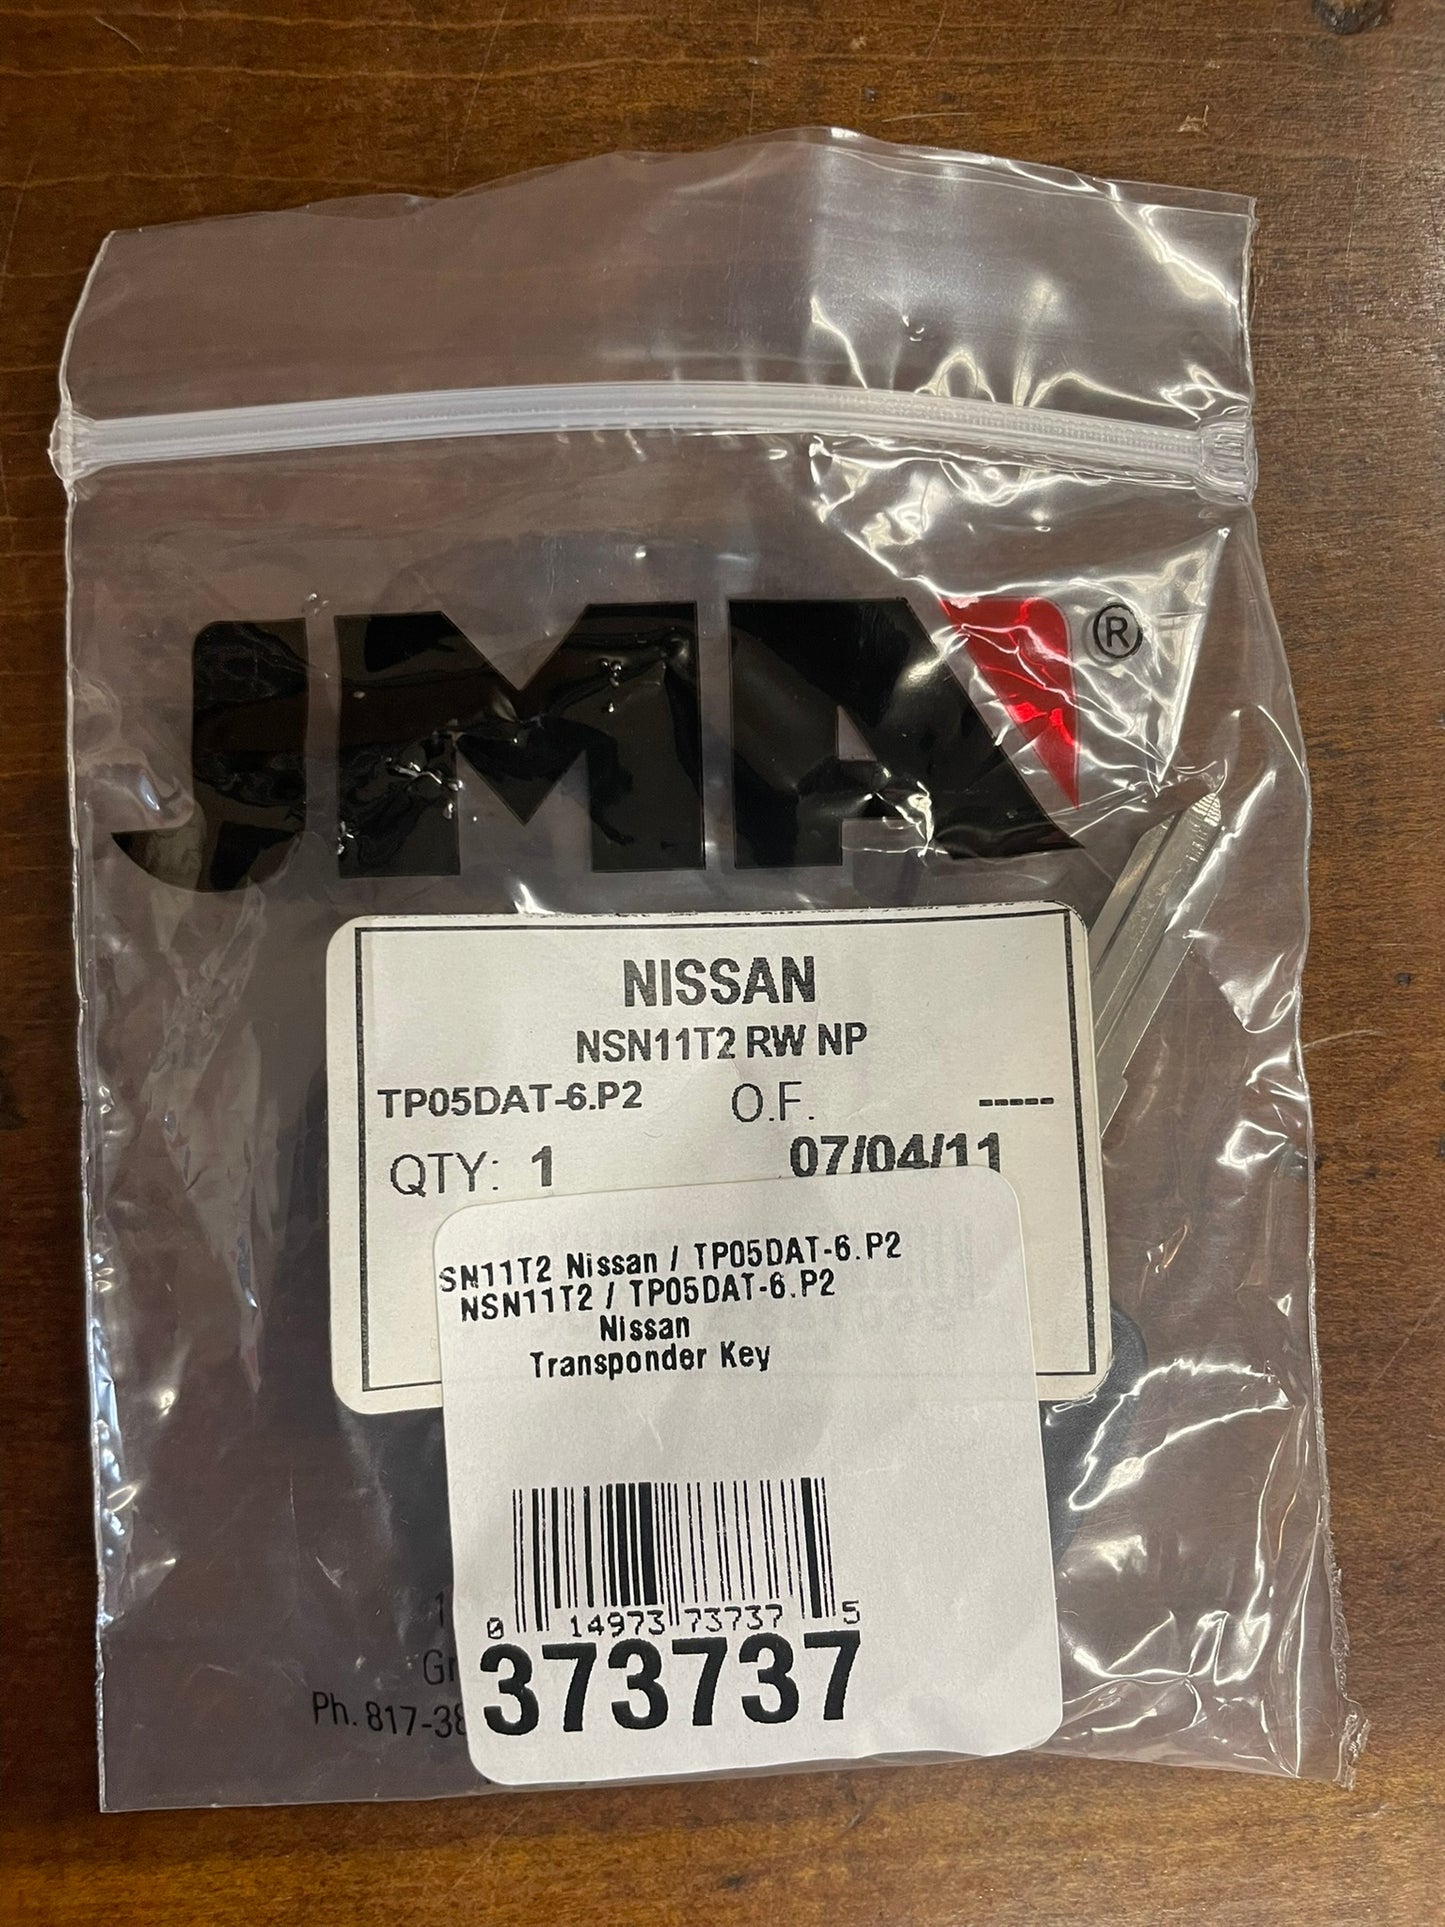 JMA®
NISSAN
NSN11T2 RW NP
TP05DAT-6.P2 O.F. -----
QTY: 1 07/04/11
SN11T2 Nissan / TP05DAT-6.P2
NSN11T2 / TP05DAT-6.P2
Nissan
Transponder Key
0 14973 73737 5
373737
Ph. 817-38